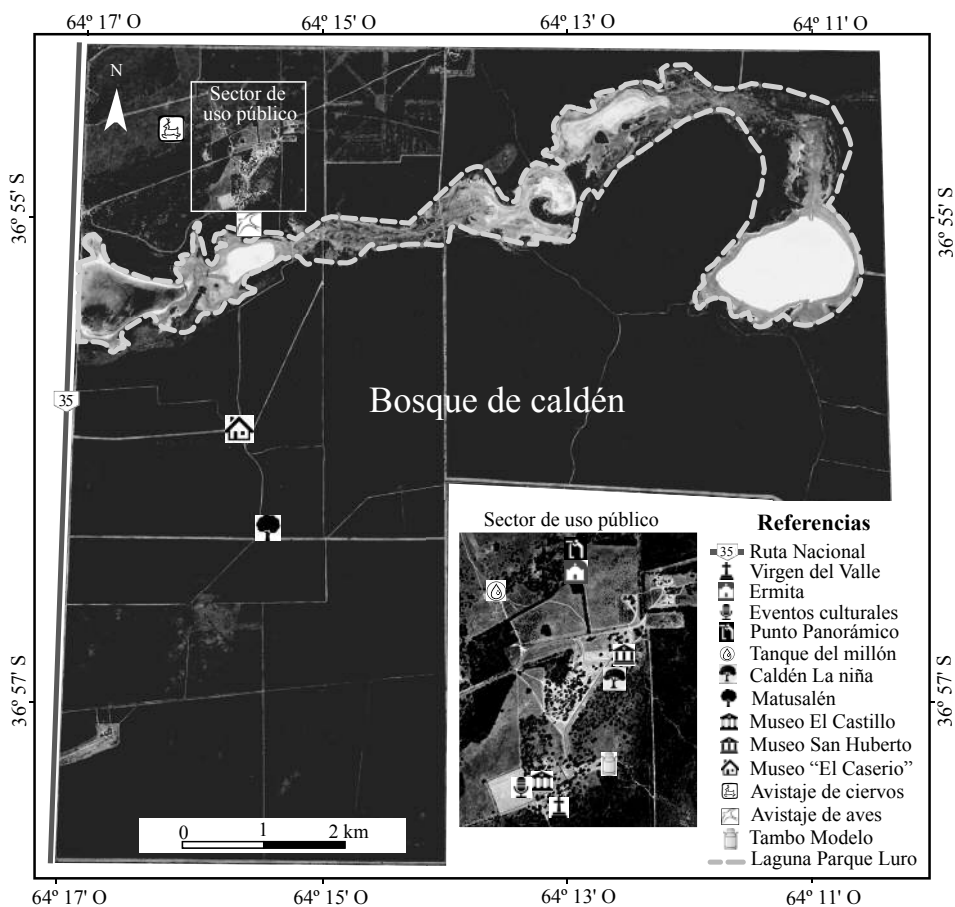 64º 17' O
64º 15' O
64º 13' O
64º 11' O
N
Sector de
uso público
36º 55' S
36º 55' S
35
Bosque de caldén
Sector de uso público
Referencias
35 Ruta Nacional
Virgen del Valle
Ermita
Eventos culturales
Punto Panorámico
Tanque del millón
Caldén La niña
Matusalén
Museo El Castillo
Museo San Huberto
Museo “El Caserio”
Avistaje de ciervos
Avistaje de aves
Tambo Modelo
Laguna Parque Luro
36º 57' S
36º 57' S
0 1 2 km
64º 17' O
64º 15' O
64º 13' O
64º 11' O